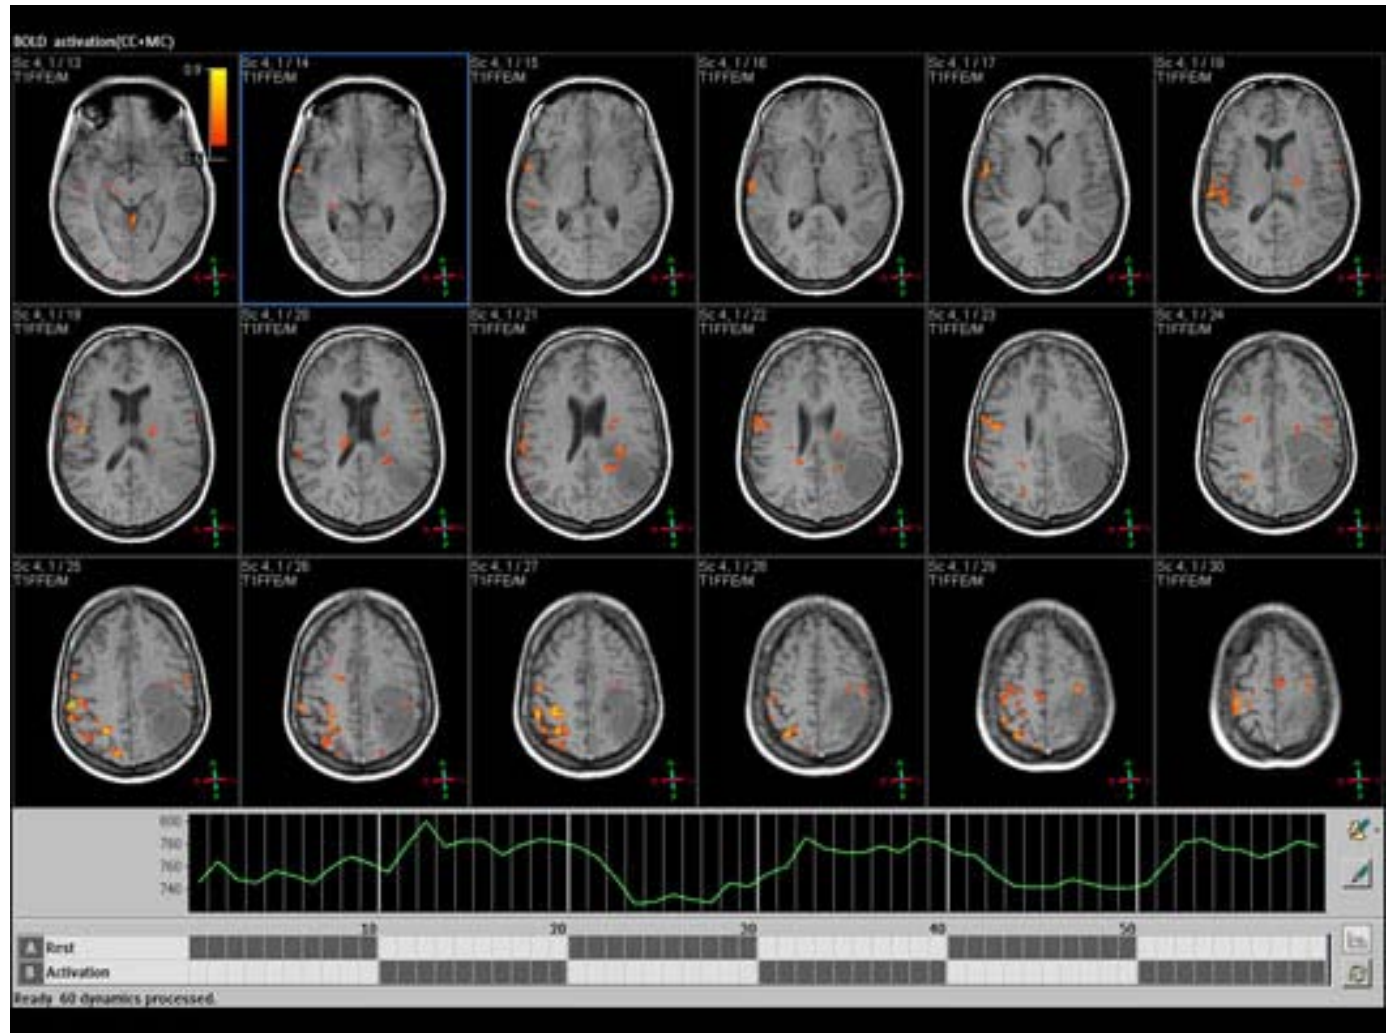 BOLD activation(CC+MC)
Sc 4, 1 / 13
T1FFE/M
0.9
Sc 4, 1 / 14
T1FFE/M
Sc 4, 1 / 15
T1FFE/M
Sc 4, 1 / 16
T1FFE/M
Sc 4, 1 / 17
T1FFE/M
Sc 4, 1 / 18
T1FFE/M
Sc 4, 1 / 19
T1FFE/M
Sc 4, 1 / 20
T1FFE/M
Sc 4, 1 / 21
T1FFE/M
Sc 4, 1 / 22
T1FFE/M
Sc 4, 1 / 23
T1FFE/M
Sc 4, 1 / 24
T1FFE/M
Sc 4, 1 / 25
T1FFE/M
Sc 4, 1 / 26
T1FFE/M
Sc 4, 1 / 27
T1FFE/M
Sc 4, 1 / 28
T1FFE/M
Sc 4, 1 / 29
T1FFE/M
Sc 4, 1 / 30
T1FFE/M
800
780
760
740
10 20 30 40 50
A Rest
B Activation
Ready 60 dynamics processed.